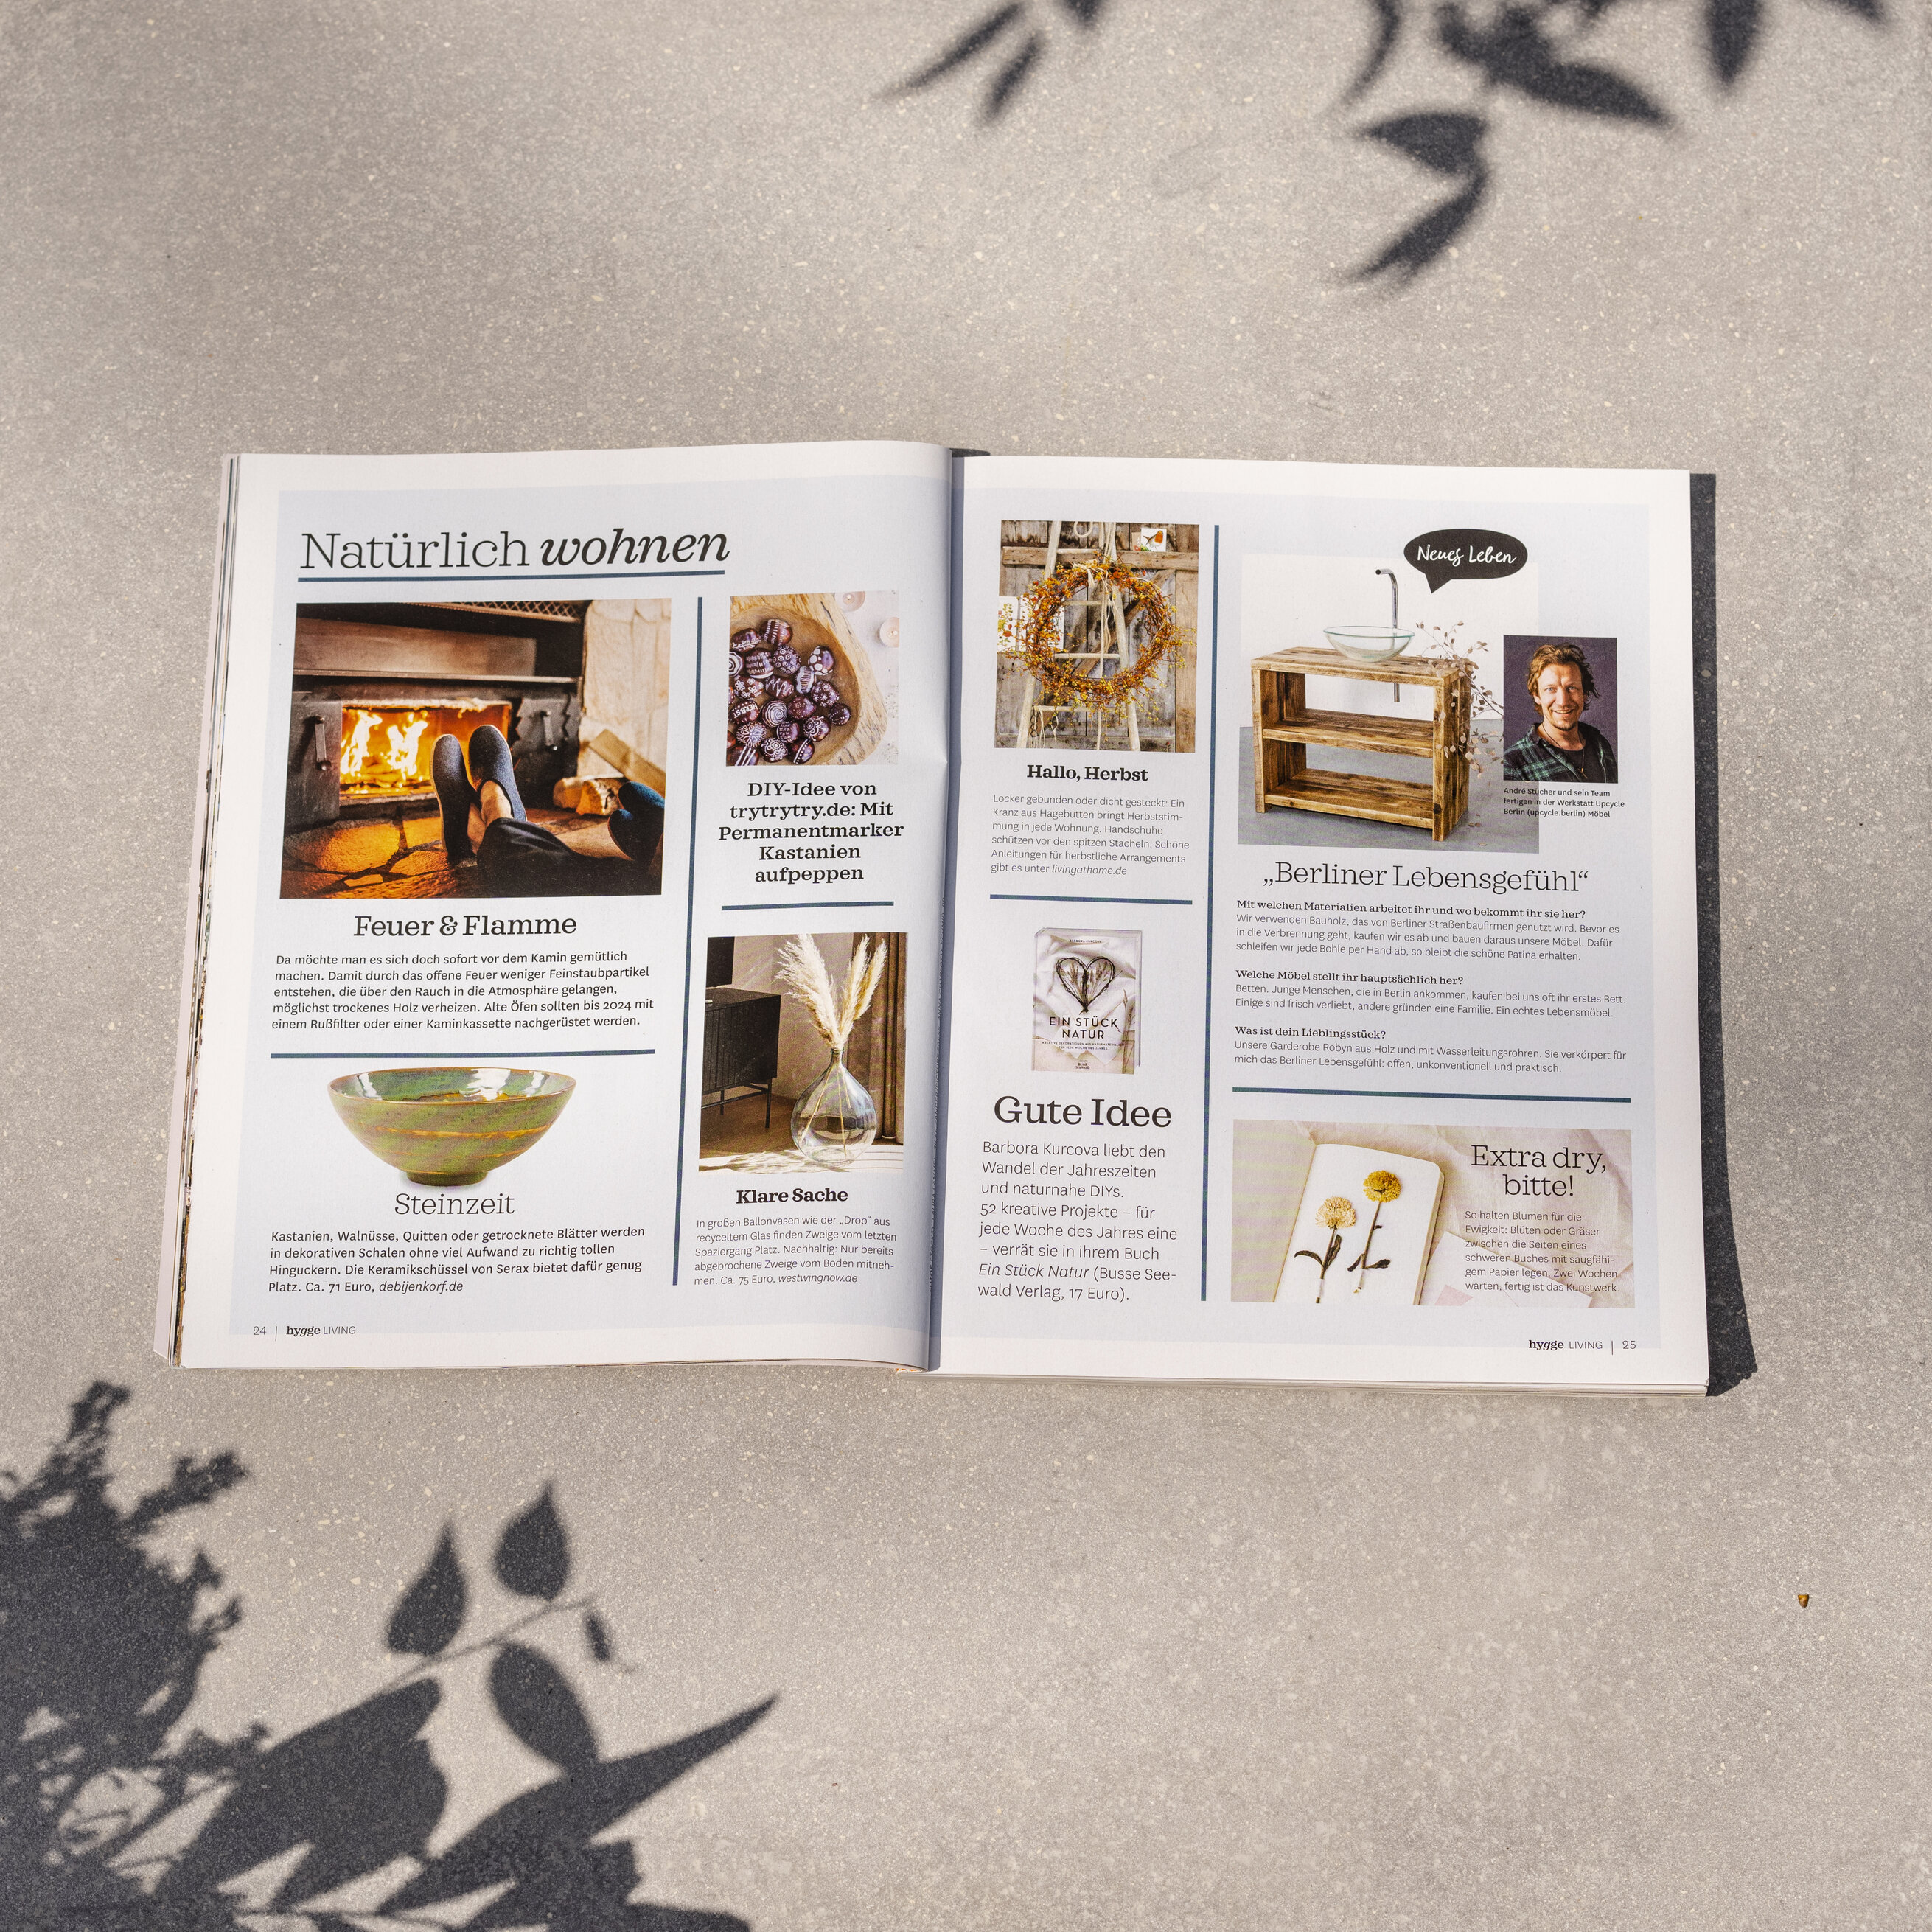 Natürlich wohnen
Feuer & Flamme
Da möchte man es sich doch sofort vor dem Kamin gemütlich
machen. Damit durch das offene Feuer weniger Feinstaubpartikel
entstehen, die über den Rauch in die Atmosphäre gelangen,
möglichst trockenes Holz verheizen. Alte Öfen sollten bis 2024 mit
einem Rußfilter oder einer Kaminkassette nachgerüstet werden.
Steinzeit
Kastanien, Walnüsse, Quitten oder getrocknete Blätter werden
in dekorativen Schalen ohne viel Aufwand zu richtig tollen
Hinguckern. Die Keramikschüssel von Serax bietet dafür genug
Platz. Ca. 71 Euro, debijenkorf.de
DIY-Idee von
trytrytry.de: Mit
Permanentmarker
Kastanien
aufpeppen
Klare Sache
In großen Ballonvasen wie der „Drop“ aus
recyceltem Glas finden Zweige vom letzten
Spaziergang Platz. Nachhaltig: Nur bereits
abgebrochene Zweige vom Boden mitneh-
men. Ca. 75 Euro, westwingnow.de
24 | hygge LIVING
Hallo, Herbst
Locker gebunden oder dicht gesteckt: Ein
Kranz aus Hagebutten bringt Herbststim-
mung in jede Wohnung. Handschuhe
schützen vor den spitzen Stacheln. Schöne
Anleitungen für herbstliche Arrangements
gibt es unter livingathome.de
BARBORA KURCOVA
EIN STÜCK
NATUR
Gute Idee
Barbora Kurcova liebt den
Wandel der Jahreszeiten
und naturnahe DIYs.
52 kreative Projekte – für
jede Woche des Jahres eine
– verrät sie in ihrem Buch
Ein Stück Natur (Busse See-
wald Verlag, 17 Euro).
Neues Leben
André Stücher und sein Team
fertigen in der Werkstatt Upcycle
Berlin (upcycle.berlin) Möbel
„Berliner Lebensgefühl“
Mit welchen Materialien arbeitet ihr und wo bekommt ihr sie her?
Wir verwenden Bauholz, das von Berliner Straßenbaufirmen genutzt wird. Bevor es
in die Verbrennung geht, kaufen wir es ab und bauen daraus unsere Möbel. Dafür
schleifen wir jede Bohle per Hand ab, so bleibt die schöne Patina erhalten.
Welche Möbel stellt ihr hauptsächlich her?
Betten. Junge Menschen, die in Berlin ankommen, kaufen bei uns oft ihr erstes Bett.
Einige sind frisch verliebt, andere gründen eine Familie. Ein echtes Lebensmöbel.
Was ist dein Lieblingsstück?
Unsere Garderobe Robyn aus Holz und mit Wasserleitungsrohren. Sie verkörpert für
mich das Berliner Lebensgefühl: offen, unkonventionell und praktisch.
Extra dry,
bitte!
So halten Blumen für die
Ewigkeit: Blüten oder Gräser
zwischen die Seiten eines
schweren Buches mit saugfähi-
gem Papier legen. Zwei Wochen
warten, fertig ist das Kunstwerk.
hygge LIVING | 25